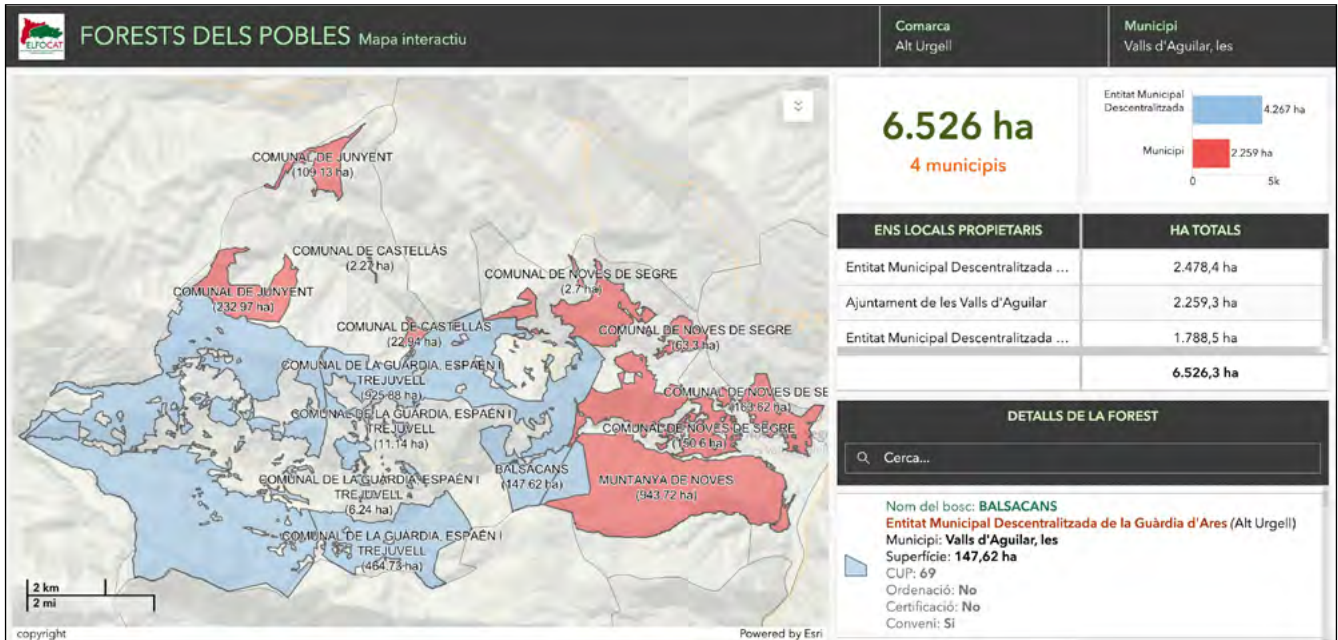 ELFOCAT
FORESTS DELS POBLES Mapa interactiu
Comarca
Alt Urgell
Municipi
Valls d'Aguilar, les
COMUNAL DE JUNYENT
(109.13 ha)
COMUNAL DE CASTELLÀS
(2.27 ha)
COMUNAL DE NOVES DE SEGRE
(2.7 ha)
COMUNAL DE JUNYENT
(232.97 ha)
COMUNAL DE CASTELLÀS
(22.94 ha)
COMUNAL DE NOVES DE SEGRE
(63.3 ha)
COMUNAL DE LA GUÀRDIA, ESPAÉN I
TREJUVELL
(925.88 ha)
COMUNAL DE NOVES DE SE
(163.62 ha)
COMUNAL DE LA GUÀRDIA, ESPAÉN I
TREJUVELL
(11.14 ha)
COMUNAL DE NOVES DE SEGRE
(150.6 ha)
BALSACANS
(147.62 ha)
MUNTANYA DE NOVES
(943.72 ha)
COMUNAL DE LA GUÀRDIA, ESPAÉN I
TREJUVELL
(6.24 ha)
COMUNAL DE LA GUÀRDIA, ESPAÉN I
TREJUVELL
(464.73 ha)
2 km
2 mi
copyright
Powered by Esri
6.526 ha
4 municipis
Entitat Municipal
Descentralitzada
4.267 ha
Municipi
2.259 ha
0
5k
ENS LOCALS PROPIETARIS
HA TOTALS
Entitat Municipal Descentralitzada ...
2.478,4 ha
Ajuntament de les Valls d'Aguilar
2.259,3 ha
Entitat Municipal Descentralitzada ...
1.788,5 ha
6.526,3 ha
DETALLS DE LA FOREST
Cerca...
Nom del bosc: BALSACANS
Entitat Municipal Descentralitzada de la Guàrdia d'Ares (Alt Urgell)
Municipi: Valls d'Aguilar, les
Superfície: 147,62 ha
CUP: 69
Ordenació: No
Certificació: No
Conveni: Si